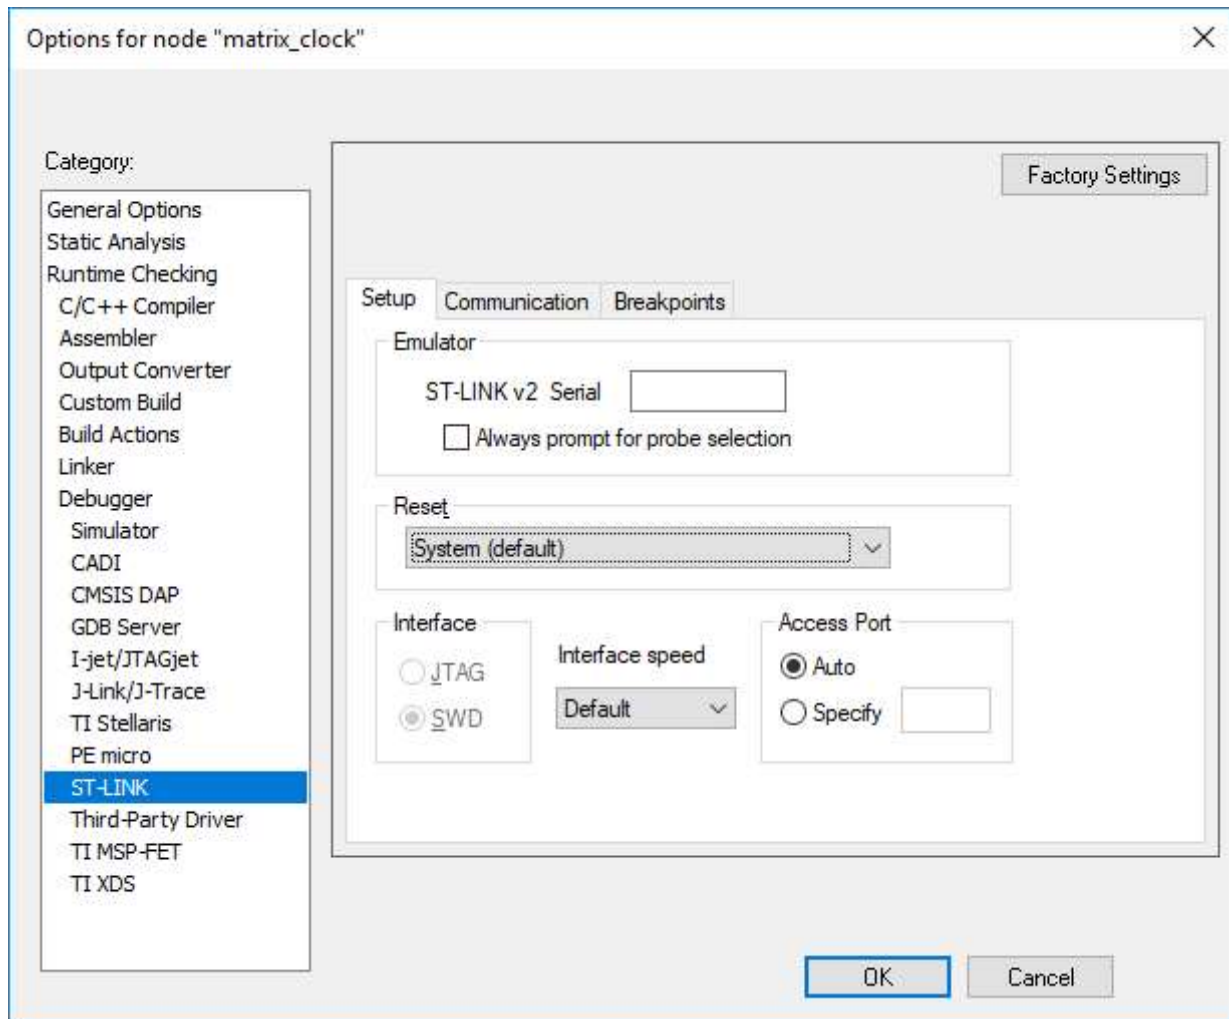 Options for node "matrix_clock"
Category:
Factory Settings
General Options
Static Analysis
Runtime Checking
C/C++ Compiler
Assembler
Output Converter
Custom Build
Build Actions
Linker
Debugger
Simulator
CADI
CMSIS DAP
GDB Server
I-jet/JTAGjet
J-Link/J-Trace
TI Stellaris
PE micro
ST-LINK
Third-Party Driver
TI MSP-FET
TI XDS
Setup Communication Breakpoints
Emulator
ST-LINK v2 Serial
Always prompt for probe selection
Reset
System (default)
Interface
JTAG
SWD
Interface speed
Default
Access Port
Auto
Specify
OK Cancel